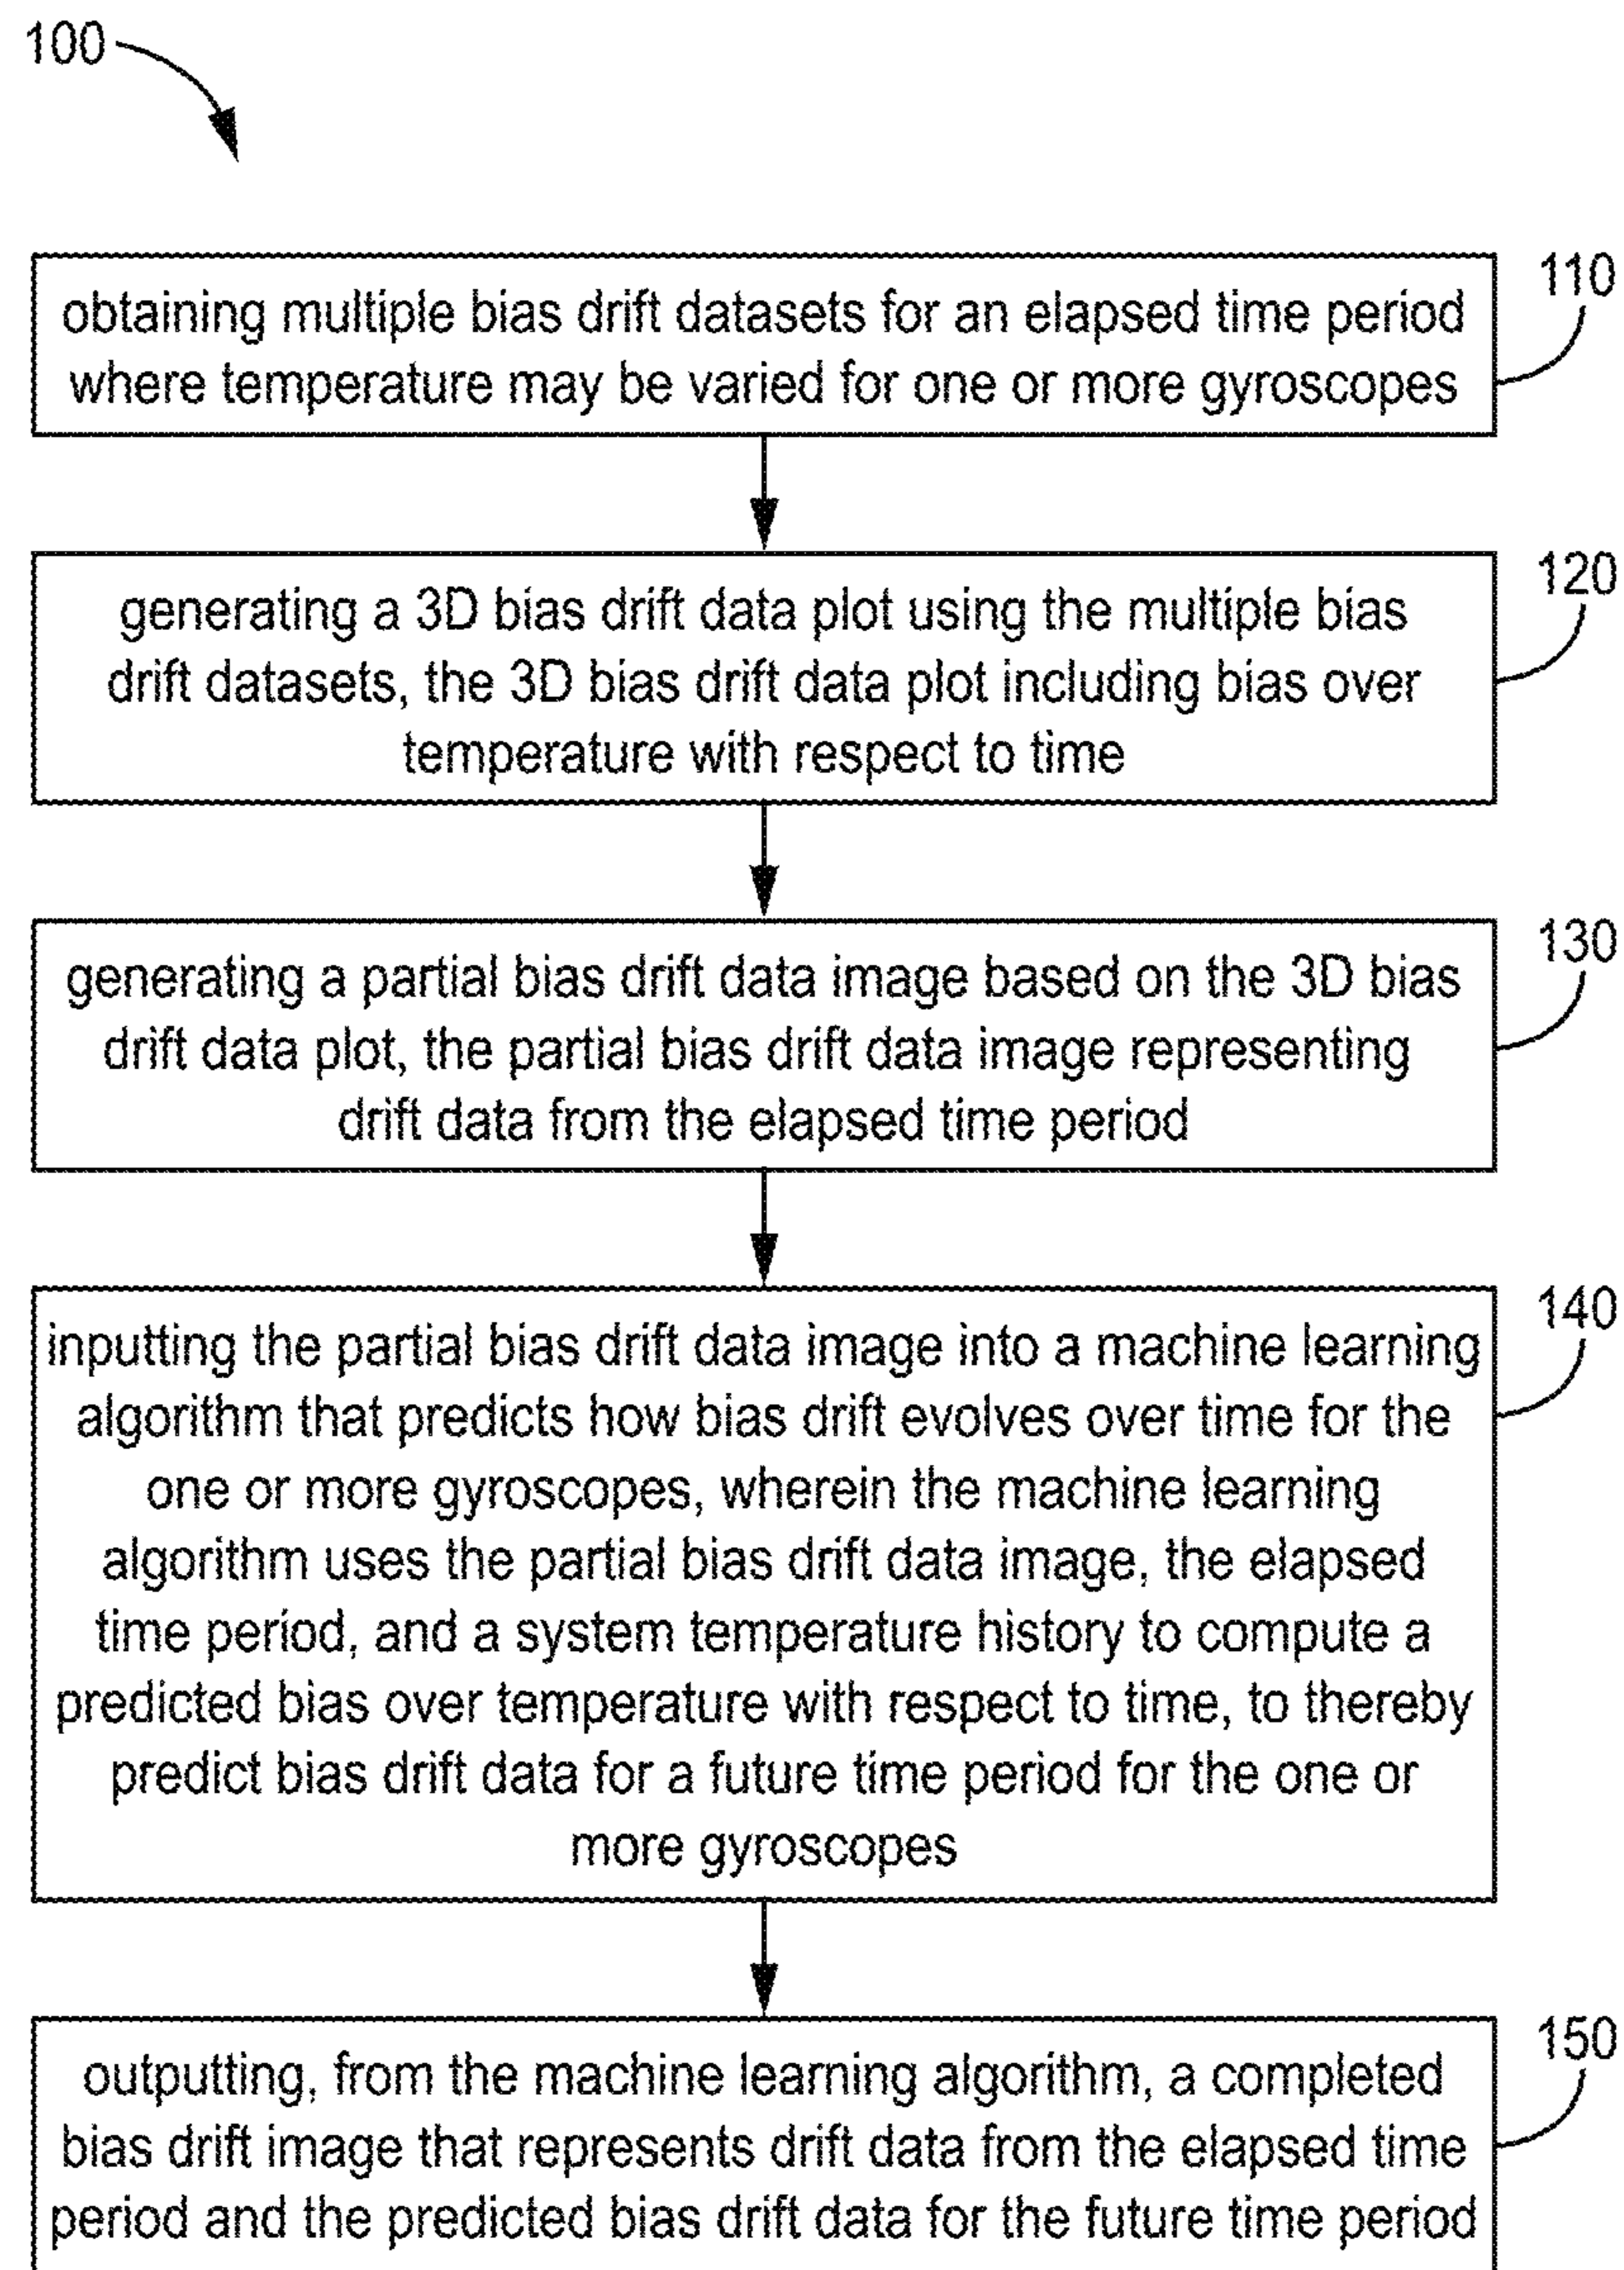 100
110
obtaining multiple bias drift datasets for an elapsed time period
where temperature may be varied for one or more gyroscopes
120
generating a 3D bias drift data plot using the multiple bias
drift datasets, the 3D bias drift data plot including bias over
temperature with respect to time
130
generating a partial bias drift data image based on the 3D bias
drift data plot, the partial bias drift data image representing
drift data from the elapsed time period
140
inputting the partial bias drift data image into a machine learning
algorithm that predicts how bias drift evolves over time for the
one or more gyroscopes, wherein the machine learning
algorithm uses the partial bias drift data image, the elapsed
time period, and a system temperature history to compute a
predicted bias over temperature with respect to time, to thereby
predict bias drift data for a future time period for the one or
more gyroscopes
150
outputting, from the machine learning algorithm, a completed
bias drift image that represents drift data from the elapsed time
period and the predicted bias drift data for the future time period